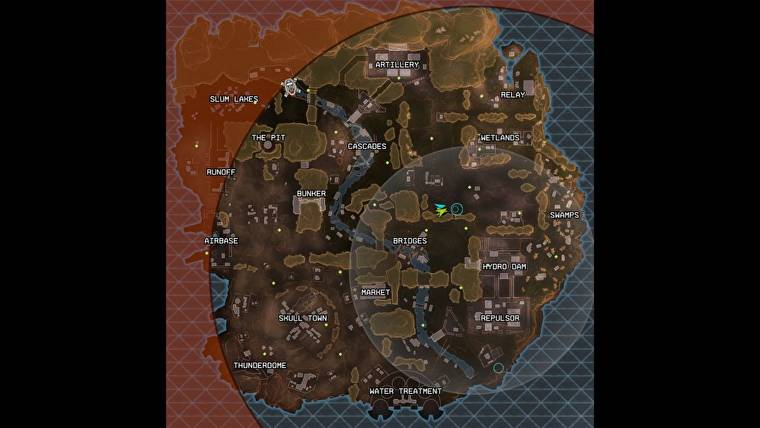 ARTILLERY
SLUM LAKES
RELAY
THE PIT
CASCADES
WETLANDS
RUNOFF
BUNKER
SWAMPS
AIRBASE
BRIDGES
HYDRO DAM
MARKET
SKULL TOWN
REPULSOR
THUNDERDOME
WATER TREATMENT